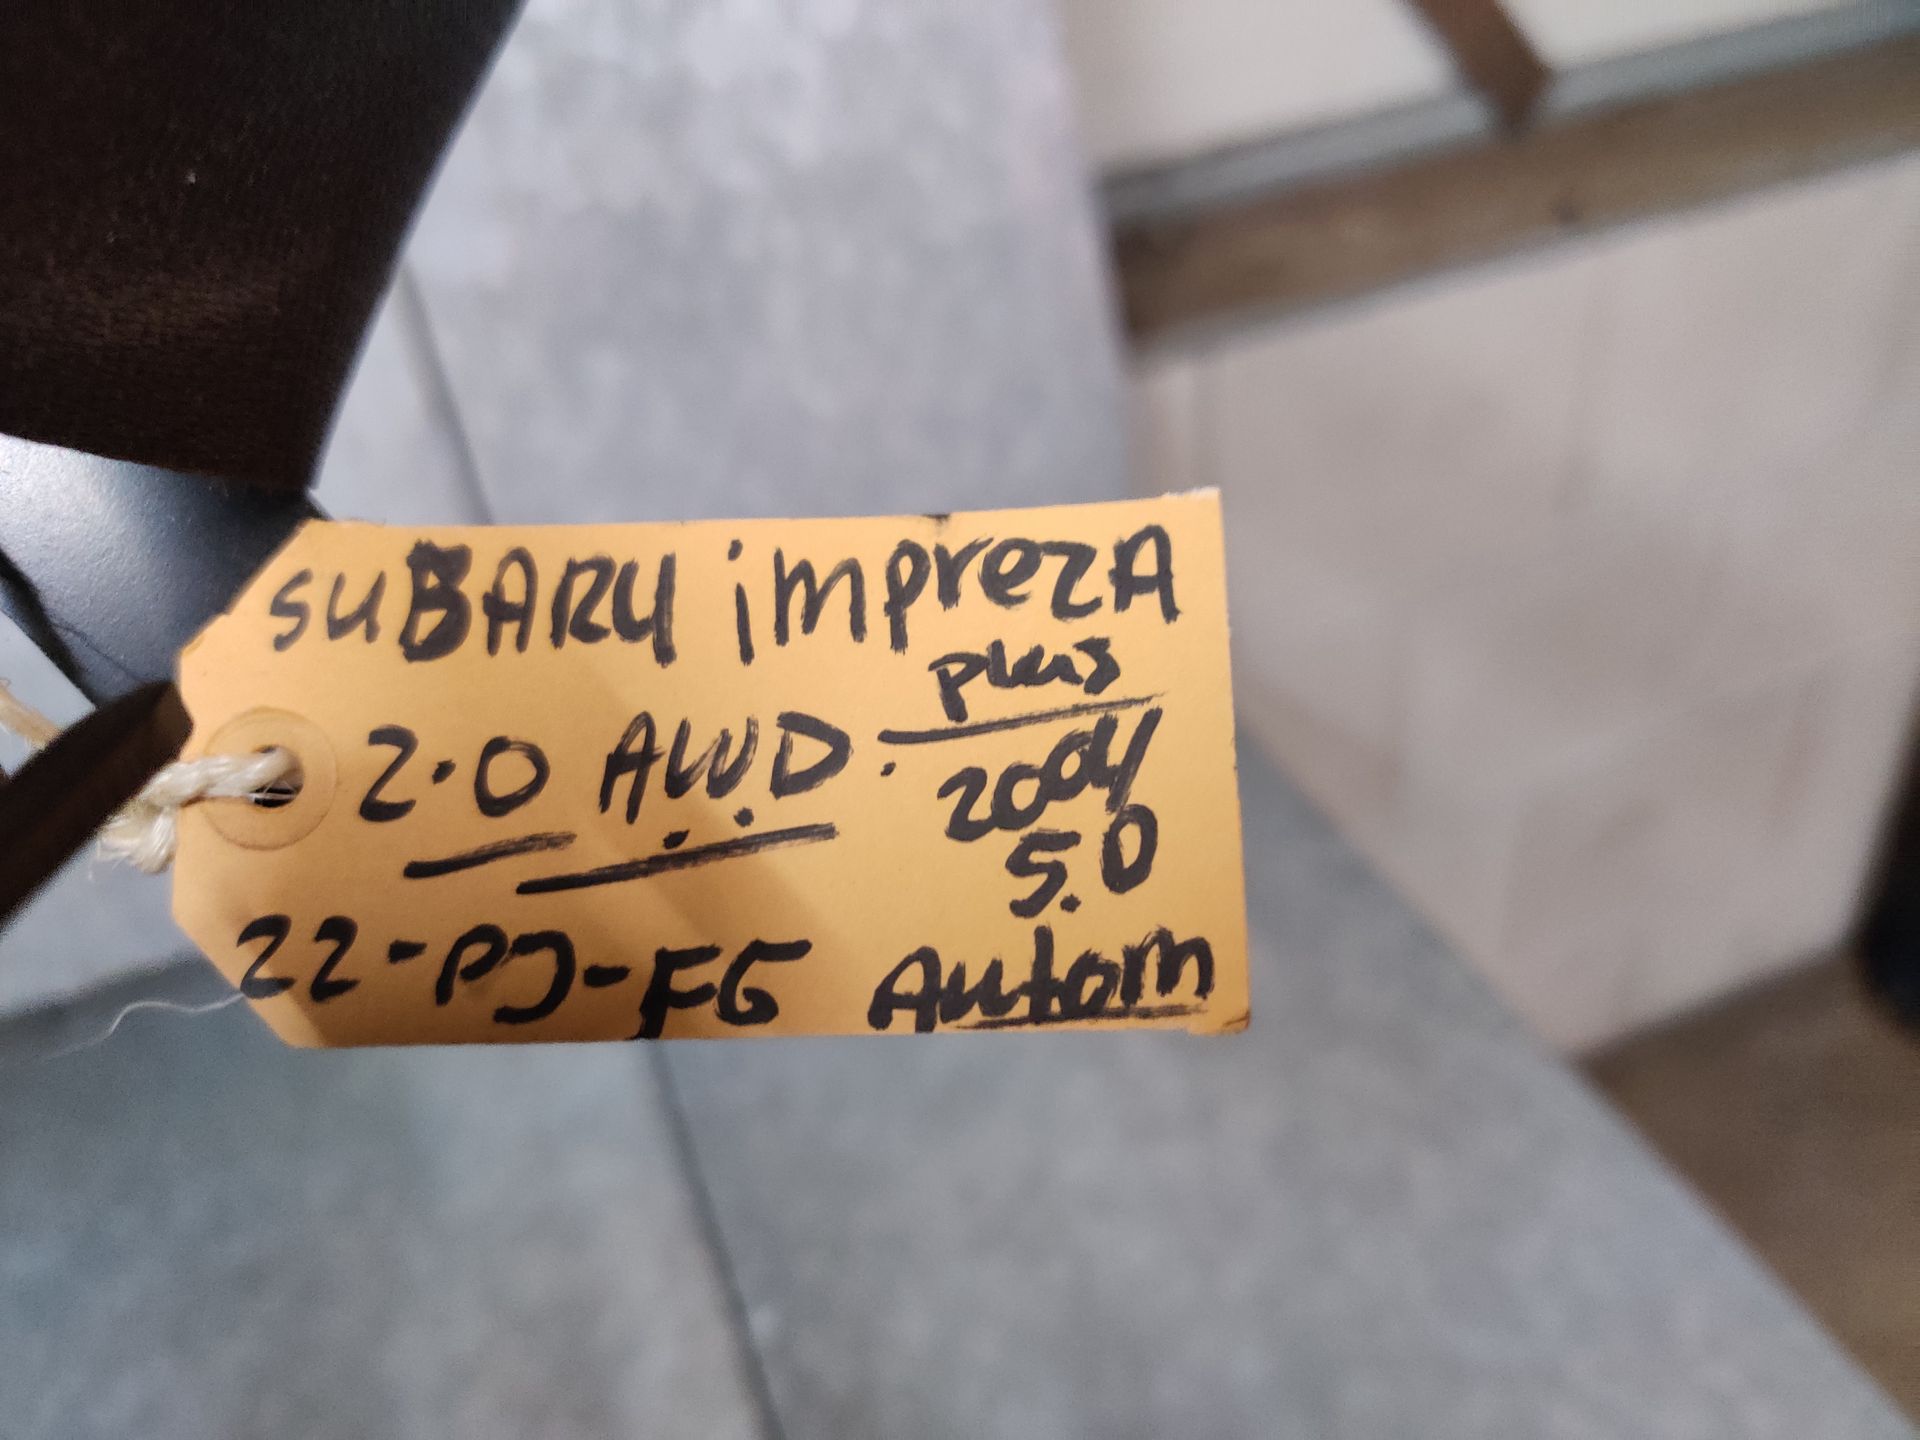 SUBARU impreza
plus
2.0 AWD. 2004
5.0
22-PJ-FG Autom